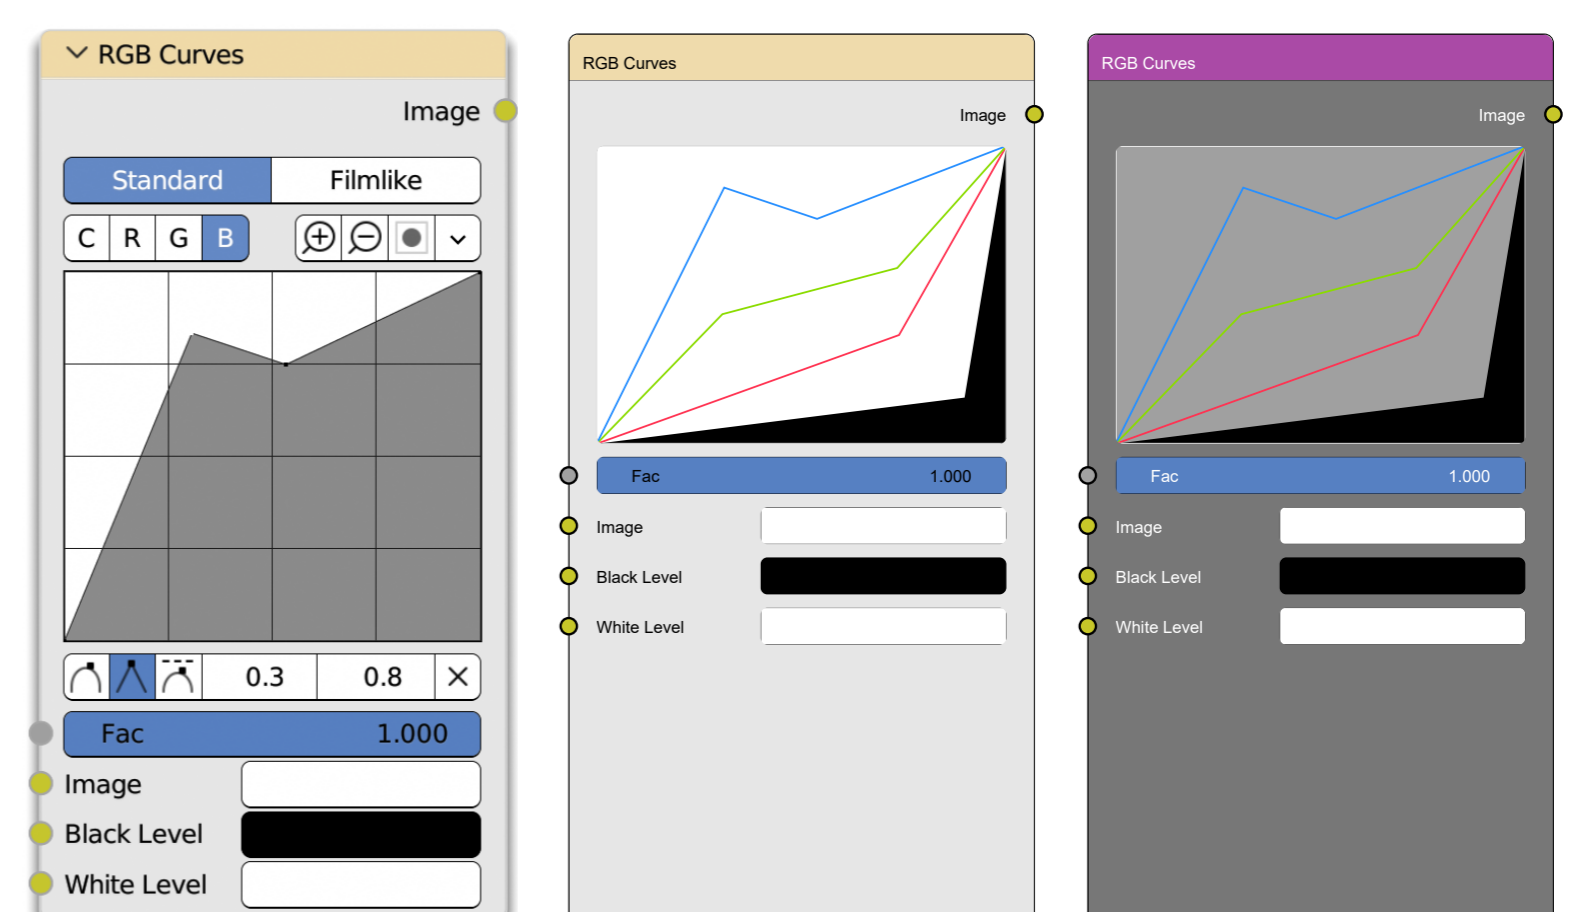 RGB Curves
Image
Standard Filmlike
C R G B
0.3 0.8
Fac 1.000
Image
Black Level
White Level
RGB Curves
Image
Fac 1.000
Image
Black Level
White Level
RGB Curves
Image
Fac 1.000
Image
Black Level
White Level